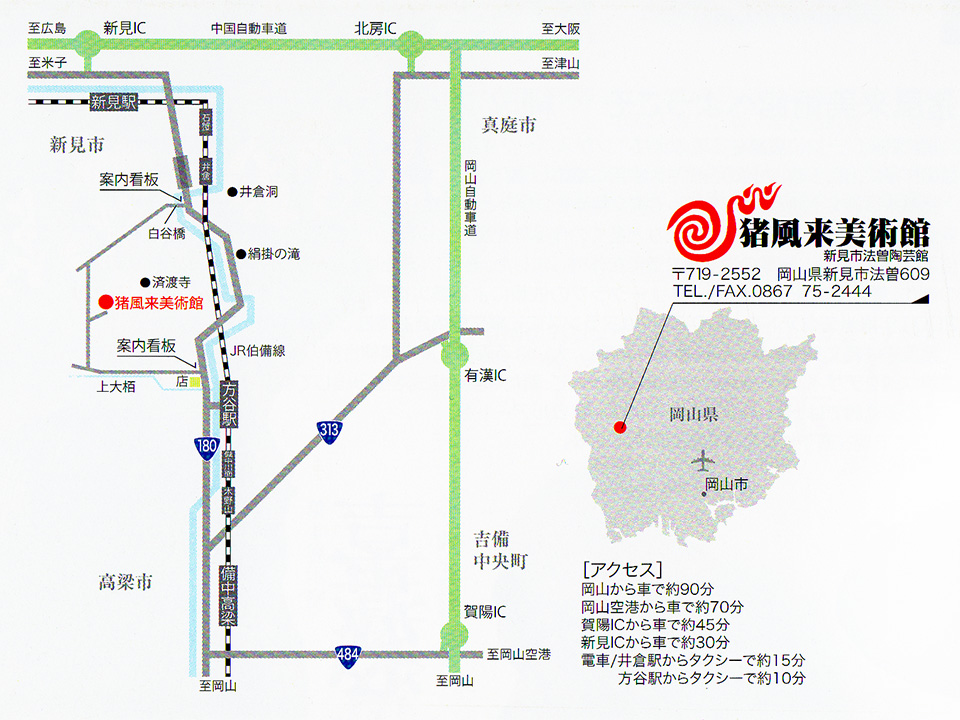 至広島
新見IC
中国自動車道
北房IC
至大阪
至米子
至津山
新見駅
石蟹
新見市
真庭市
井倉
岡山自動車道
案内看板
井倉洞
白谷橋
絹掛の滝
済渡寺
猪風来美術館
案内看板
JR伯備線
上大栢
店
方谷駅
有漢IC
180
313
備中川面
木野山
吉備
中央町
高梁市
備中高梁
賀陽IC
484
至岡山空港
至岡山
至岡山
猪風来美術館
新見市法曽陶芸館
〒719-2552 岡山県新見市法曽609
TEL./FAX.0867 75-2444
岡山県
岡山市
［アクセス］
岡山から車で約90分
岡山空港から車で約70分
賀陽ICから車で約45分
新見ICから車で約30分
電車/井倉駅からタクシーで約15分
方谷駅からタクシーで約10分